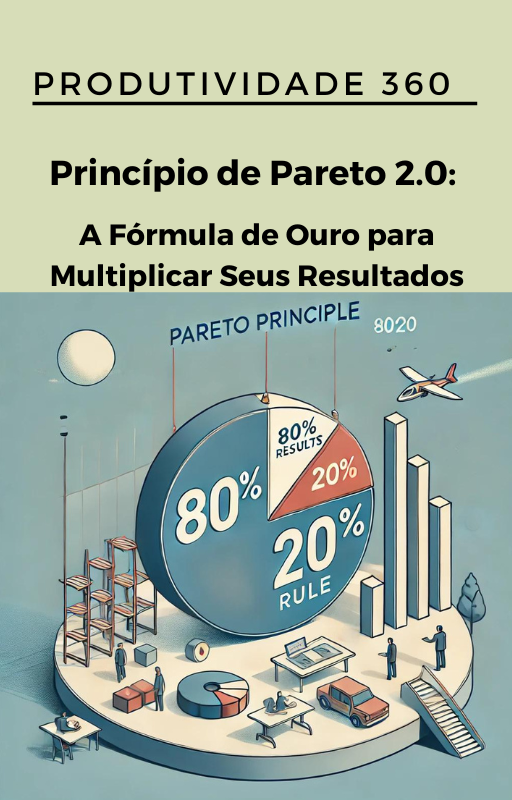 PRODUTIVIDADE 360
Princípio de Pareto 2.0:
A Fórmula de Ouro para
Multiplicar Seus Resultados
PARETO PRINCIPLE
8020
80%
RESULTS
20%
80%
20%
RULE